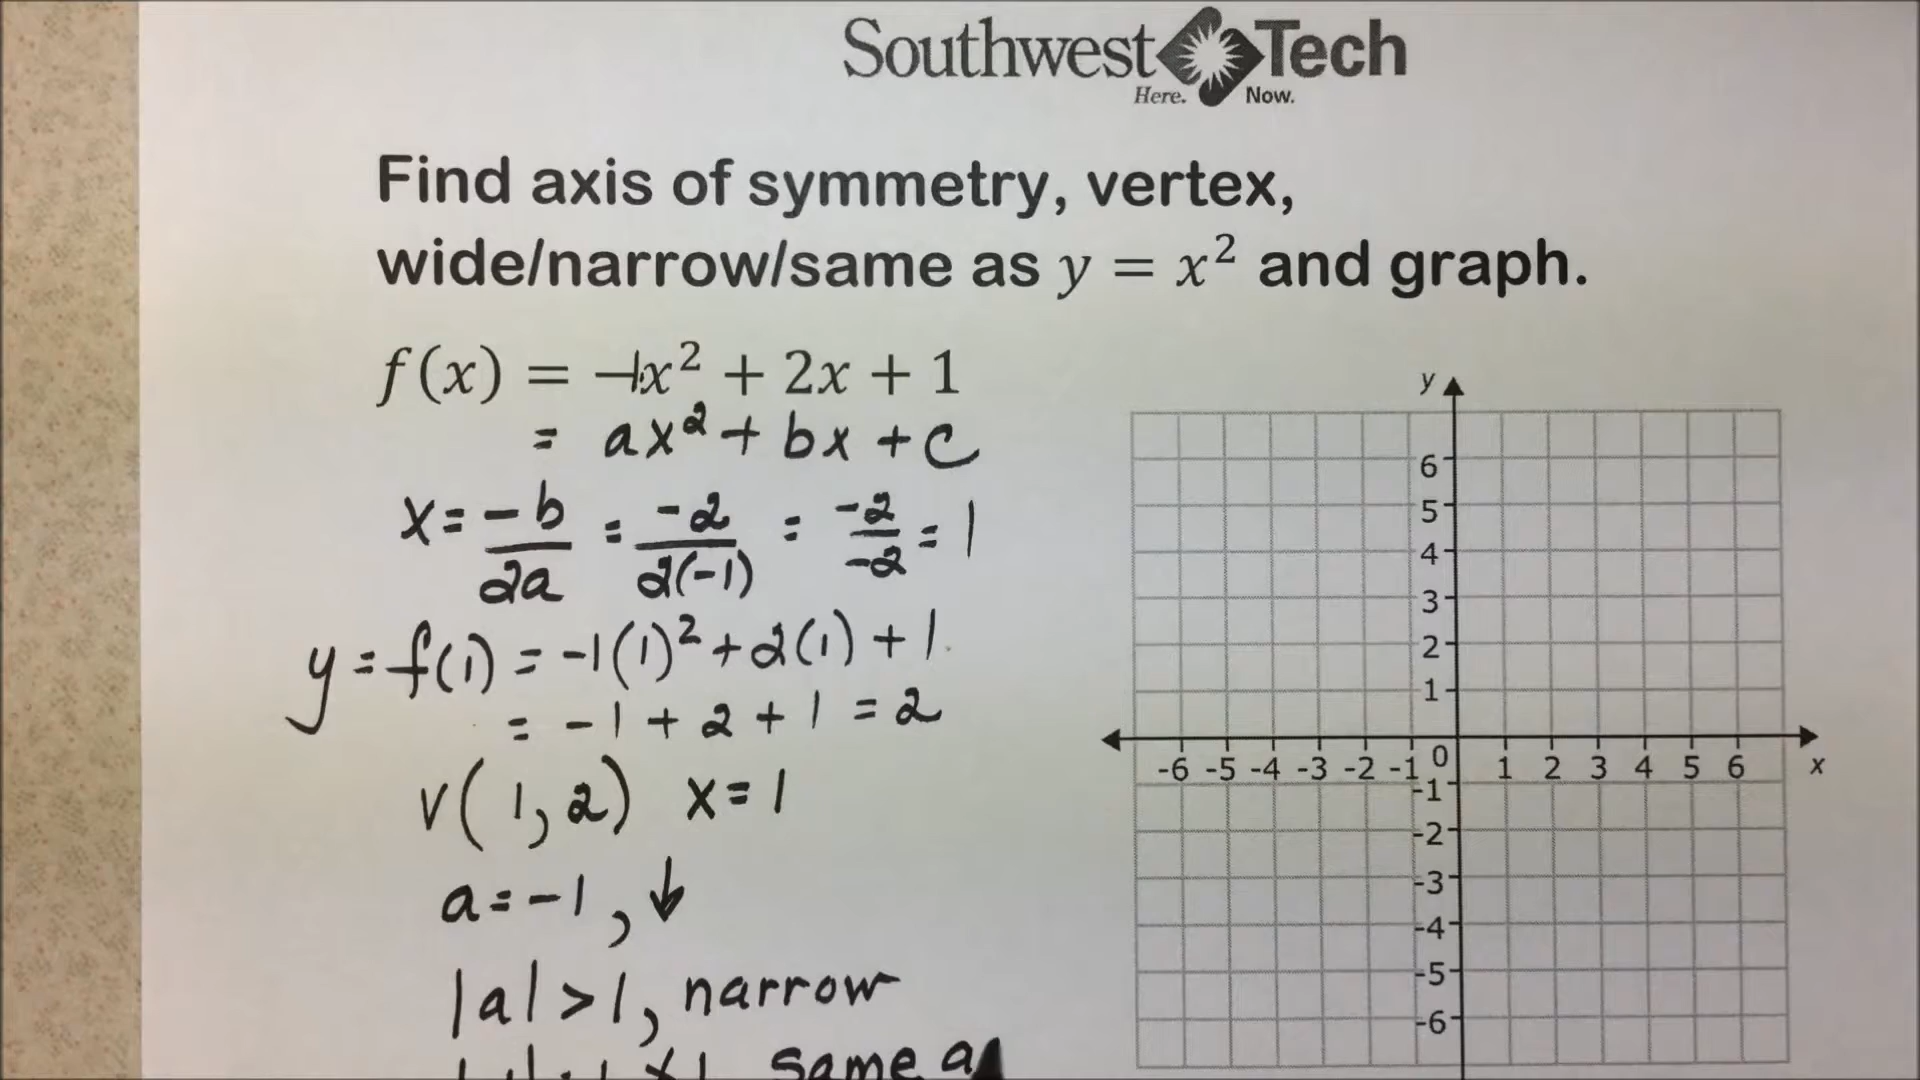 Southwest Tech
Here. Now.
Find axis of symmetry, vertex,
wide/narrow/same as y = x² and graph.
f(x) = -1x² + 2x + 1
= ax² + bx + c
x = -b/2a = -2/2(-1) = -2/-2 = 1
y = f(1) = -1(1)² + 2(1) + 1
= -1 + 2 + 1 = 2
V(1, 2) x = 1
a = -1, ↓
|a| > 1, narrow
same a
y
6
5
4
3
2
1
-6 -5 -4 -3 -2 -1 0 1 2 3 4 5 6 x
-1
-2
-3
-4
-5
-6